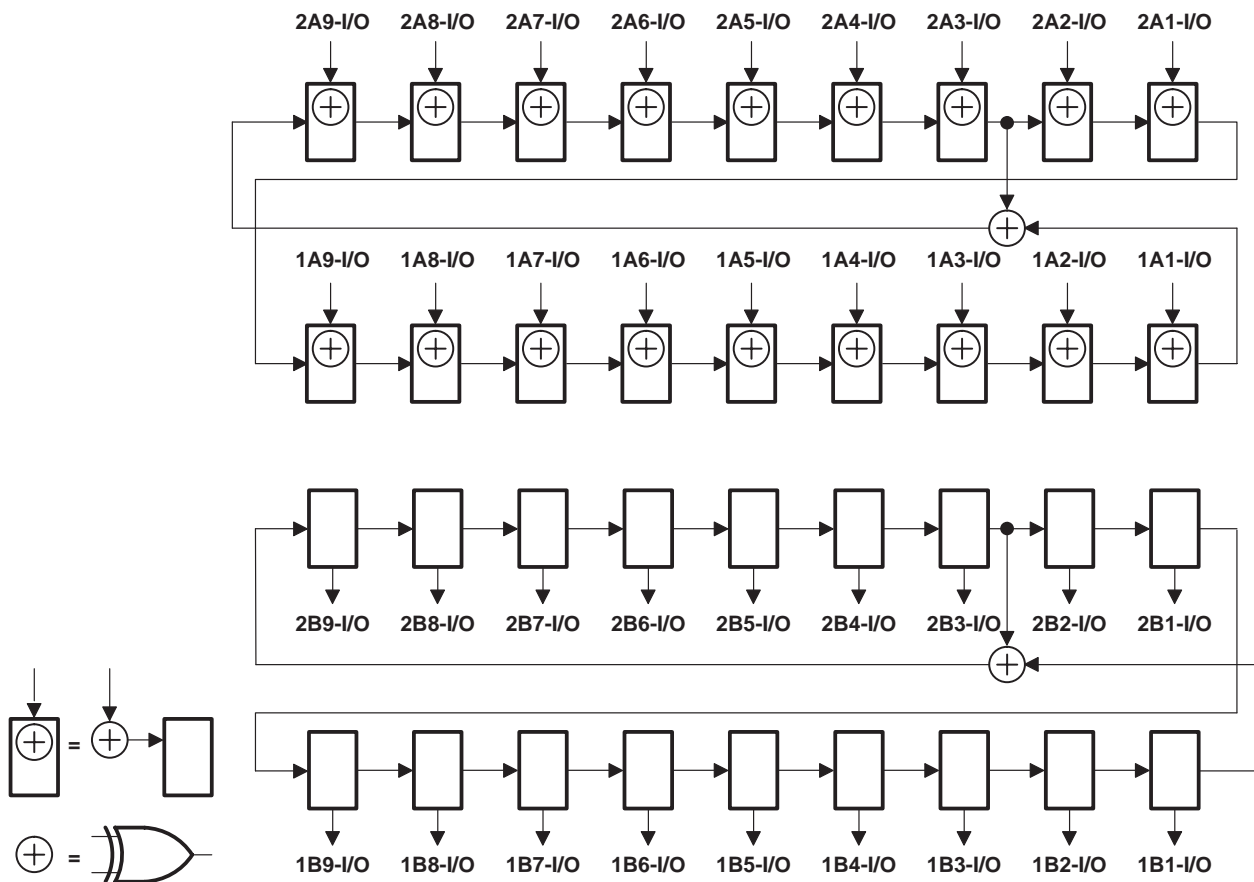 2A9-I/O 2A8-I/O 2A7-I/O 2A6-I/O 2A5-I/O 2A4-I/O 2A3-I/O 2A2-I/O 2A1-I/O
1A9-I/O 1A8-I/O 1A7-I/O 1A6-I/O 1A5-I/O 1A4-I/O 1A3-I/O 1A2-I/O 1A1-I/O
2B9-I/O 2B8-I/O 2B7-I/O 2B6-I/O 2B5-I/O 2B4-I/O 2B3-I/O 2B2-I/O 2B1-I/O
=
=
1B9-I/O 1B8-I/O 1B7-I/O 1B6-I/O 1B5-I/O 1B4-I/O 1B3-I/O 1B2-I/O 1B1-I/O